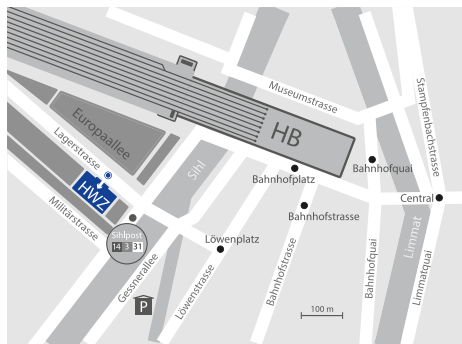 Museumstrasse
Stampfenbachstrasse
Europaallee
HB
Lagerstrasse
Sihl
Bahnhofplatz
Bahnhofquai
HWZ
Central
Militärstrasse
Bahnhofstrasse
Sihlpost
14 3 31
Löwenplatz
Limmat
Gessnerallee
Löwenstrasse
Bahnhofstrasse
Bahnhofquai
Limmatquai
P
100 m